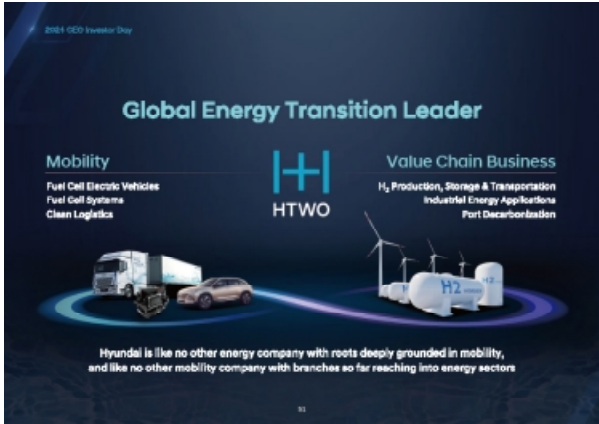 2024 CEO Investor Day
Global Energy Transition Leader
Mobility
Fuel Cell Electric Vehicles
Fuel Cell Systems
Clean Logistics
HTWO
Value Chain Business
H₂ Production, Storage & Transportation
Industrial Energy Applications
Port Decarbonization
H2
Hyundai is like no other energy company with roots deeply grounded in mobility,
and like no other mobility company with branches so far reaching into energy sectors